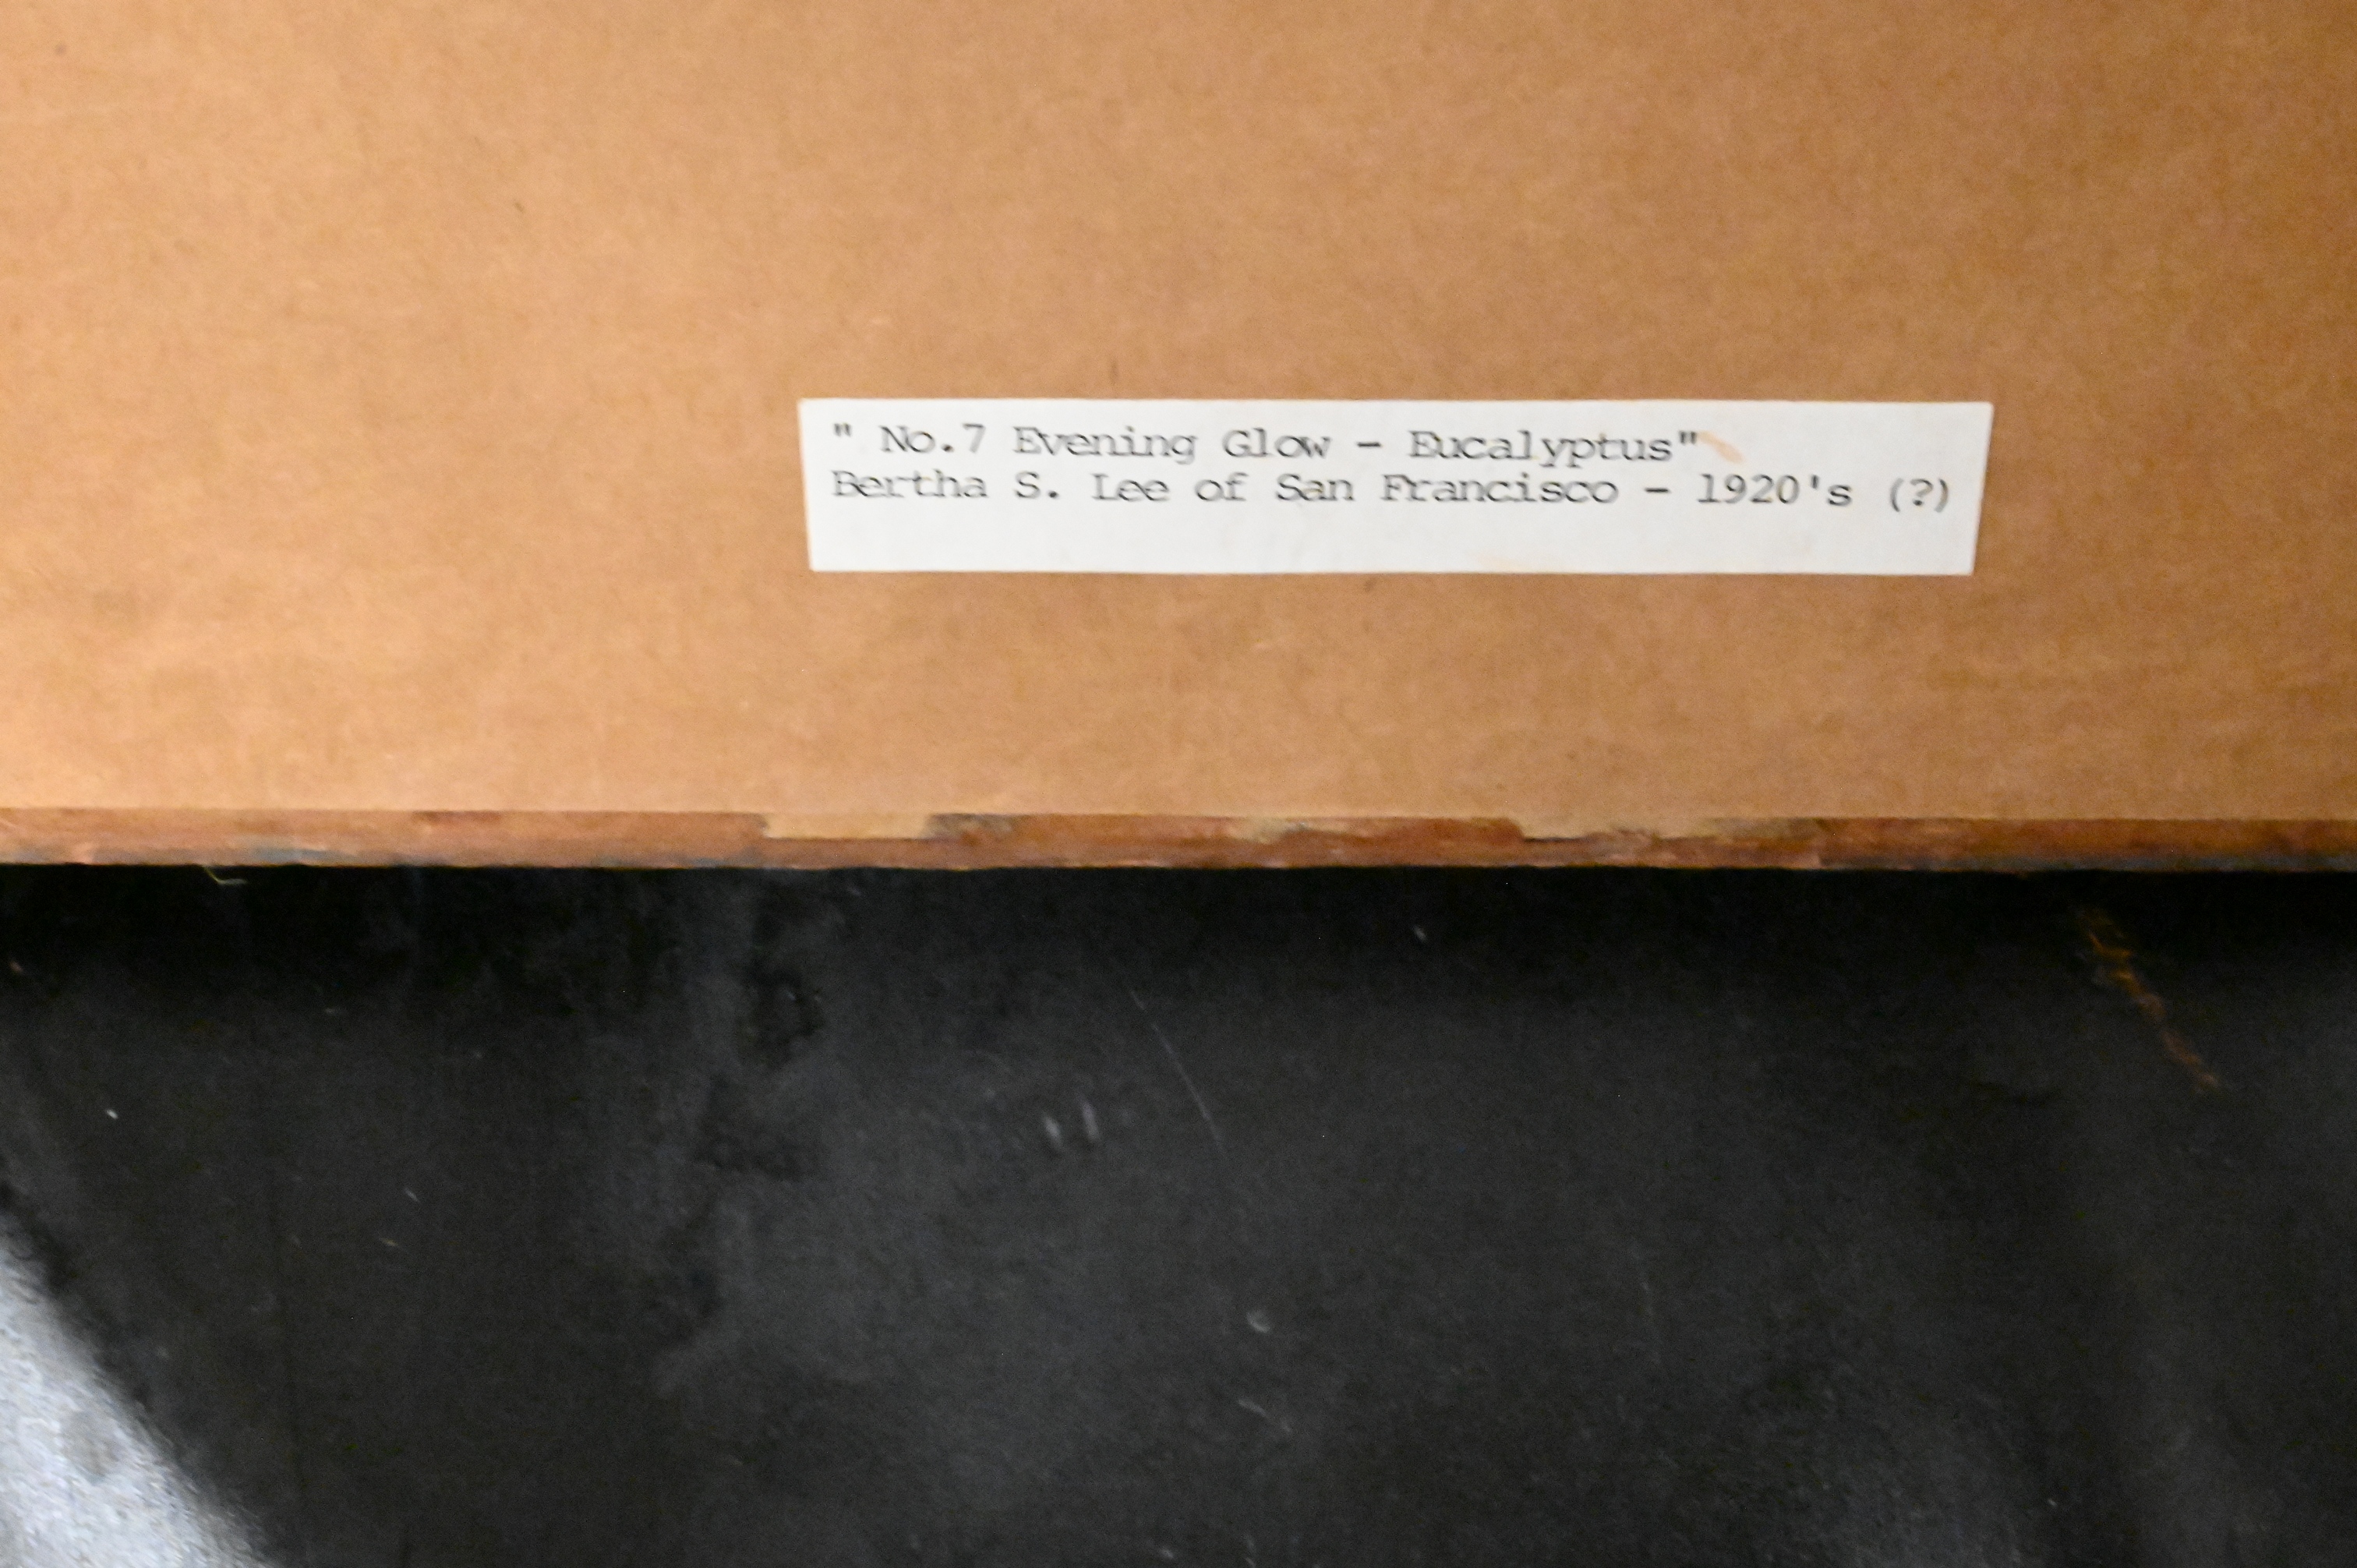 " No.7 Evening Glow - Eucalyptus"
Bertha S. Lee of San Francisco - 1920's (?)